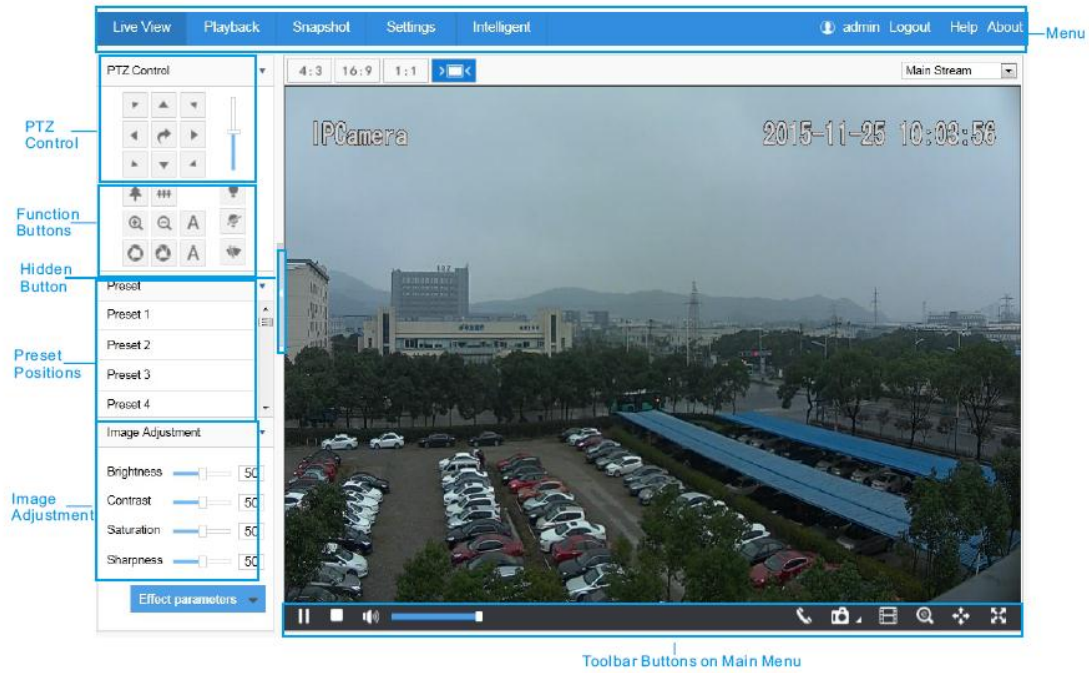 Live View Playback Snapshot Settings Intelligent admin Logout Help About
Menu
PTZ Control
4:3 16:9 1:1
Main Stream
PTZ
Control
IPCamera
2015-11-25 10:03:56
Function
Buttons
A
A
Hidden
Button
Preset
Preset 1
Preset 2
Preset 3
Preset 4
Preset
Positions
Image Adjustment
Brightness 50
Contrast 50
Saturation 50
Sharpness 50
Image
Adjustment
Effect parameters
Toolbar Buttons on Main Menu